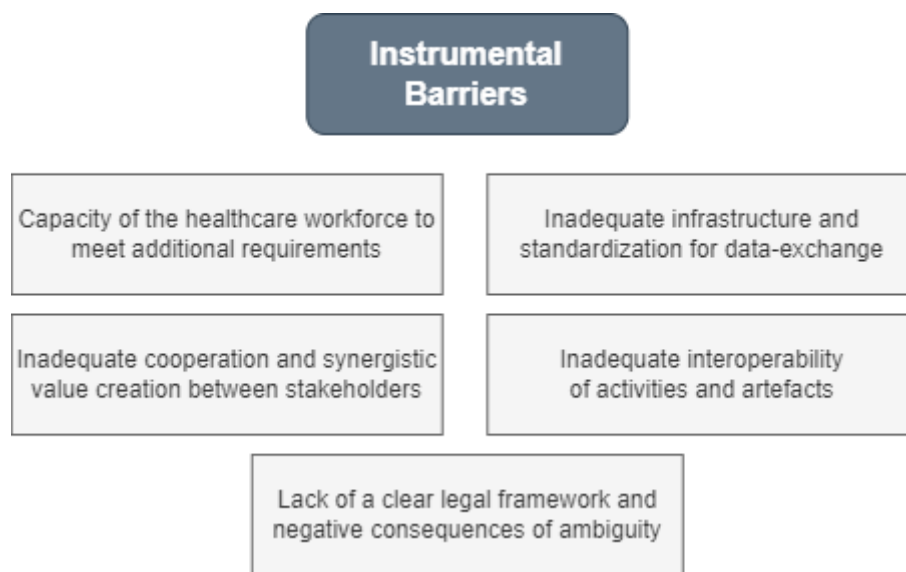 Instrumental
Barriers
Capacity of the healthcare workforce to
meet additional requirements
Inadequate infrastructure and
standardization for data-exchange
Inadequate cooperation and synergistic
value creation between stakeholders
Inadequate interoperability
of activities and artefacts
Lack of a clear legal framework and
negative consequences of ambiguity